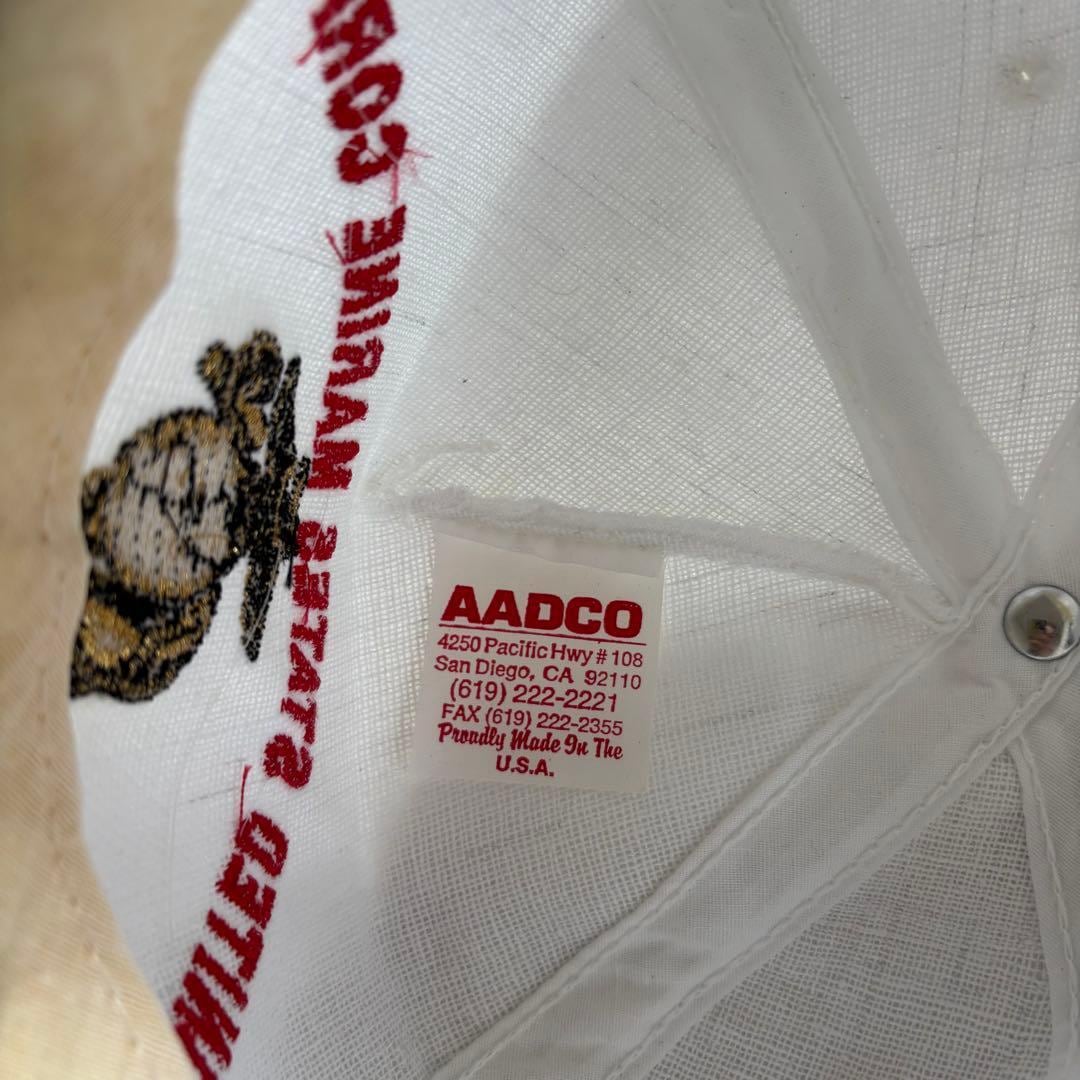 UNITED STATES MARINE
AADCO
4250 Pacific Hwy # 108
San Diego, CA 92110
(619) 222-2221
FAX (619) 222-2355
Proudly Made In The
U.S.A.